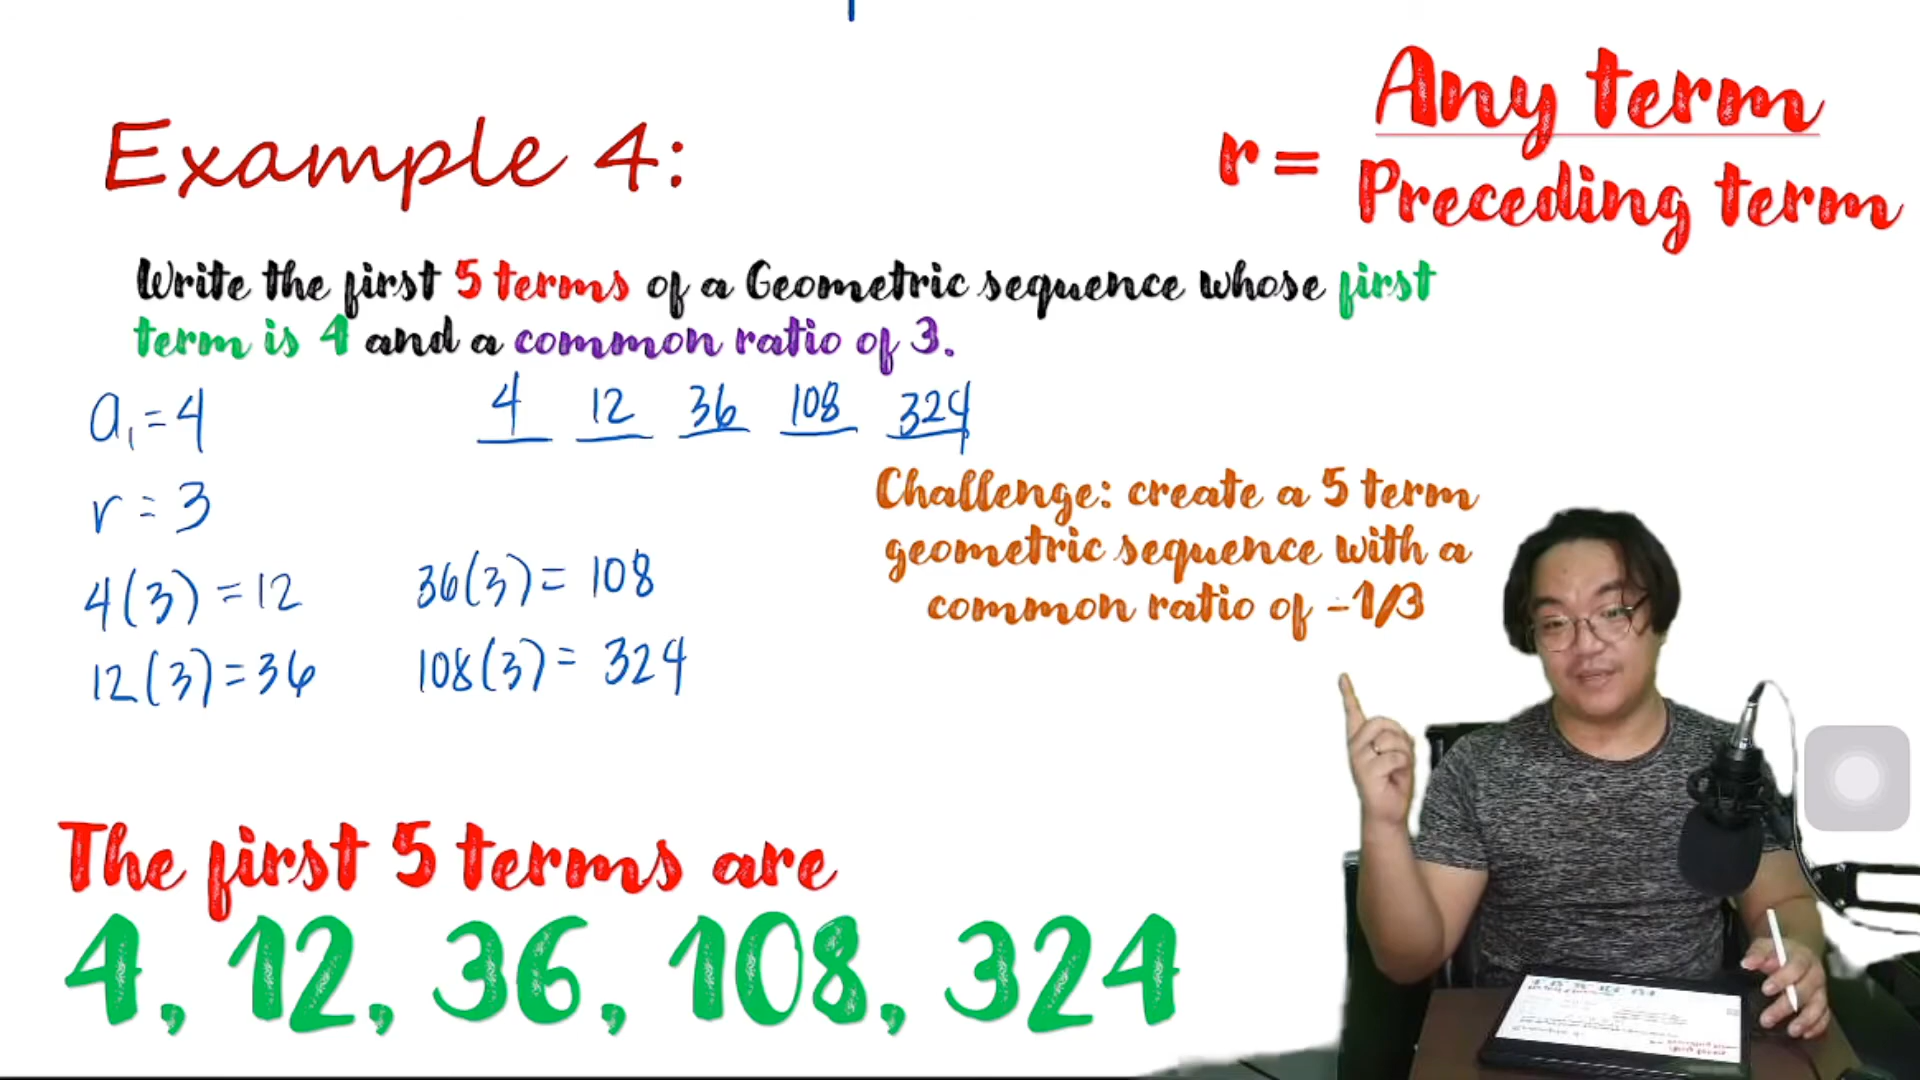 Example 4:
r = Any term
Preceding term
Write the first 5 terms of a Geometric sequence whose first
term is 4 and a common ratio of 3.
a₁ = 4
4 12 36 108 324
r = 3
Challenge: create a 5 term
geometric sequence with a
common ratio of -1/3
4(3) = 12
36(3) = 108
12(3) = 36
108(3) = 324
The first 5 terms are
4, 12, 36, 108, 324